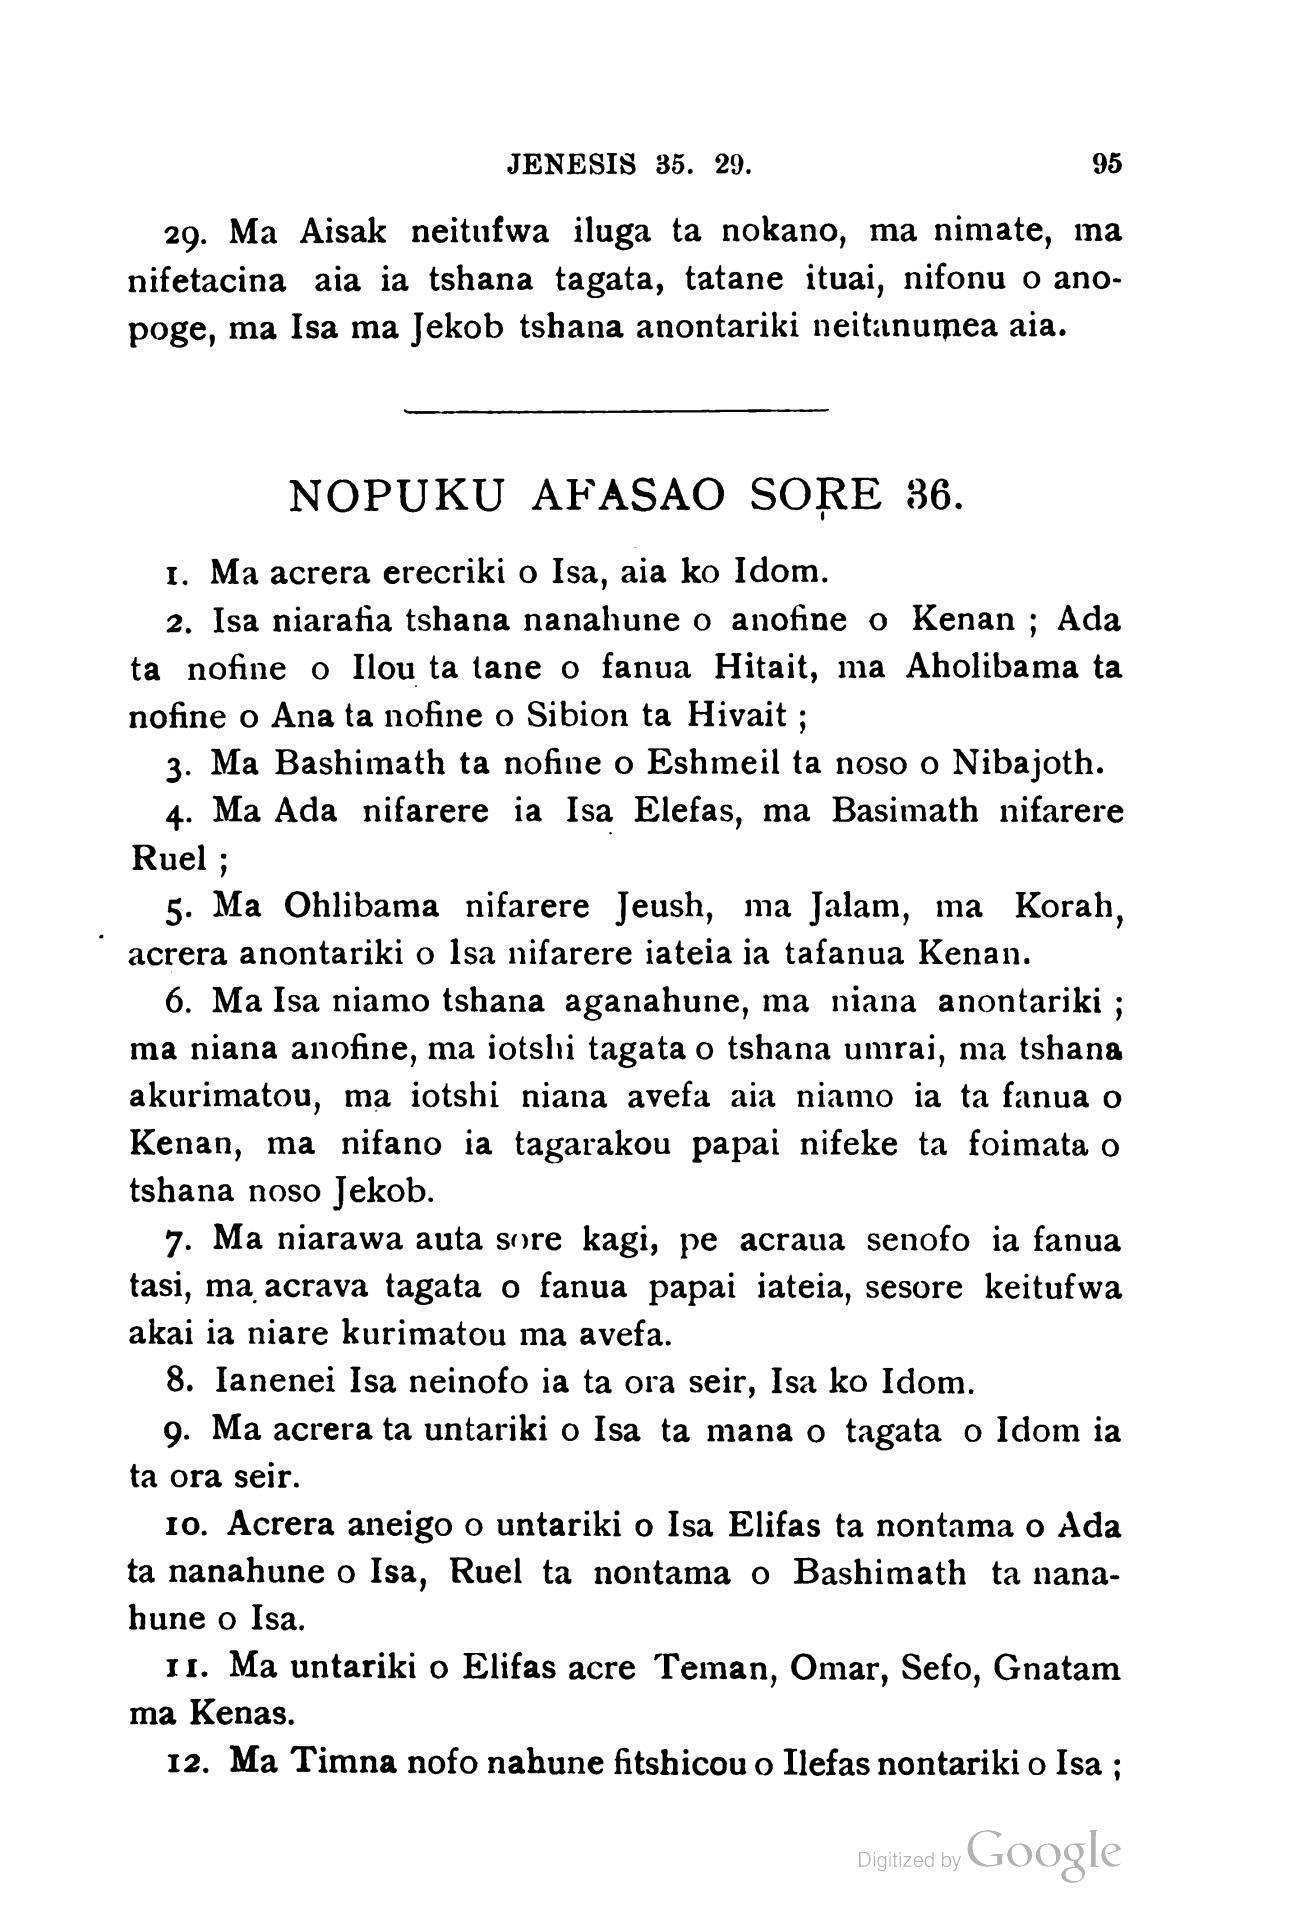 JENESIS 35. 29. 95
29. Ma Aisak neitufwa iluga ta nokano, ma nimate, ma
nifetacina aia ia tshana tagata, tatane ituai, nifonu o ano-
poge, ma Isa ma Jekob tshana anontariki neitanumea aia.
NOPUKU AFASAO SORE 36.
1. Ma acrera erecriki o Isa, aia ko Idom.
2. Isa niarafia tshana nanahune o anofine o Kenan ; Ada
ta nofine o Ilou ta tane o fanua Hitait, ma Aholibama ta
nofine o Ana ta nofine o Sibion ta Hivait ;
3. Ma Bashimath ta nofine o Eshmeil ta noso o Nibajoth.
4. Ma Ada nifarere ia Isa Elefas, ma Basimath nifarere
Ruel ;
5. Ma Ohlibama nifarere Jeush, ma Jalam, ma Korah,
acrera anontariki o Isa nifarere iateia ia tafanua Kenan.
6. Ma Isa niamo tshana aganahune, ma niana anontariki ;
ma niana anofine, ma iotshi tagata o tshana umrai, ma tshana
akurimatou, ma iotshi niana avefa aia niamo ia ta fanua o
Kenan, ma nifano ia tagarakou papai nifeke ta foimata o
tshana noso Jekob.
7. Ma niarawa auta sore kagi, pe acraua senofo ia fanua
tasi, ma acrava tagata o fanua papai iateia, sesore keitufwa
akai ia niare kurimatou ma avefa.
8. Ianenei Isa neinofo ia ta ora seir, Isa ko Idom.
9. Ma acrera ta untariki o Isa ta mana o tagata o Idom ia
ta ora seir.
10. Acrera aneigo o untariki o Isa Elifas ta nontama o Ada
ta nanahune o Isa, Ruel ta nontama o Bashimath ta nana-
hune o Isa.
11. Ma untariki o Elifas acre Teman, Omar, Sefo, Gnatam
ma Kenas.
12. Ma Timna nofo nahune fitshicou o Ilefas nontariki o Isa ;
Digitized by Google